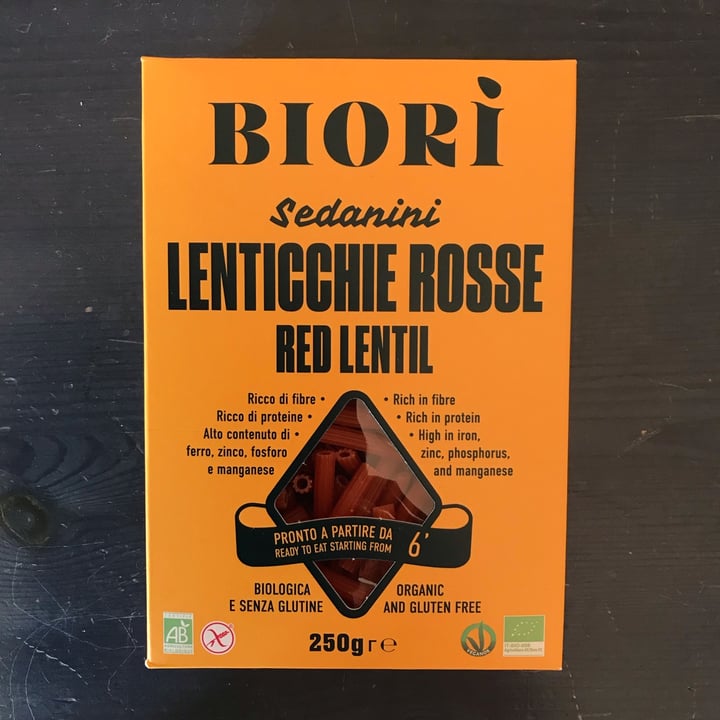 BIORÌ
Sedanini
LENTICCHIE ROSSE
RED LENTIL
Ricco di fibre •
Ricco di proteine •
Alto contenuto di •
ferro, zinco, fosforo
e manganese
• Rich in fibre
• Rich in protein
• High in iron,
zinc, phosphorus,
and manganese
PRONTO A PARTIRE DA
READY TO EAT STARTING FROM
6'
BIOLOGICA
E SENZA GLUTINE
ORGANIC
AND GLUTEN FREE
AB
250g г ℮
VEGANOK